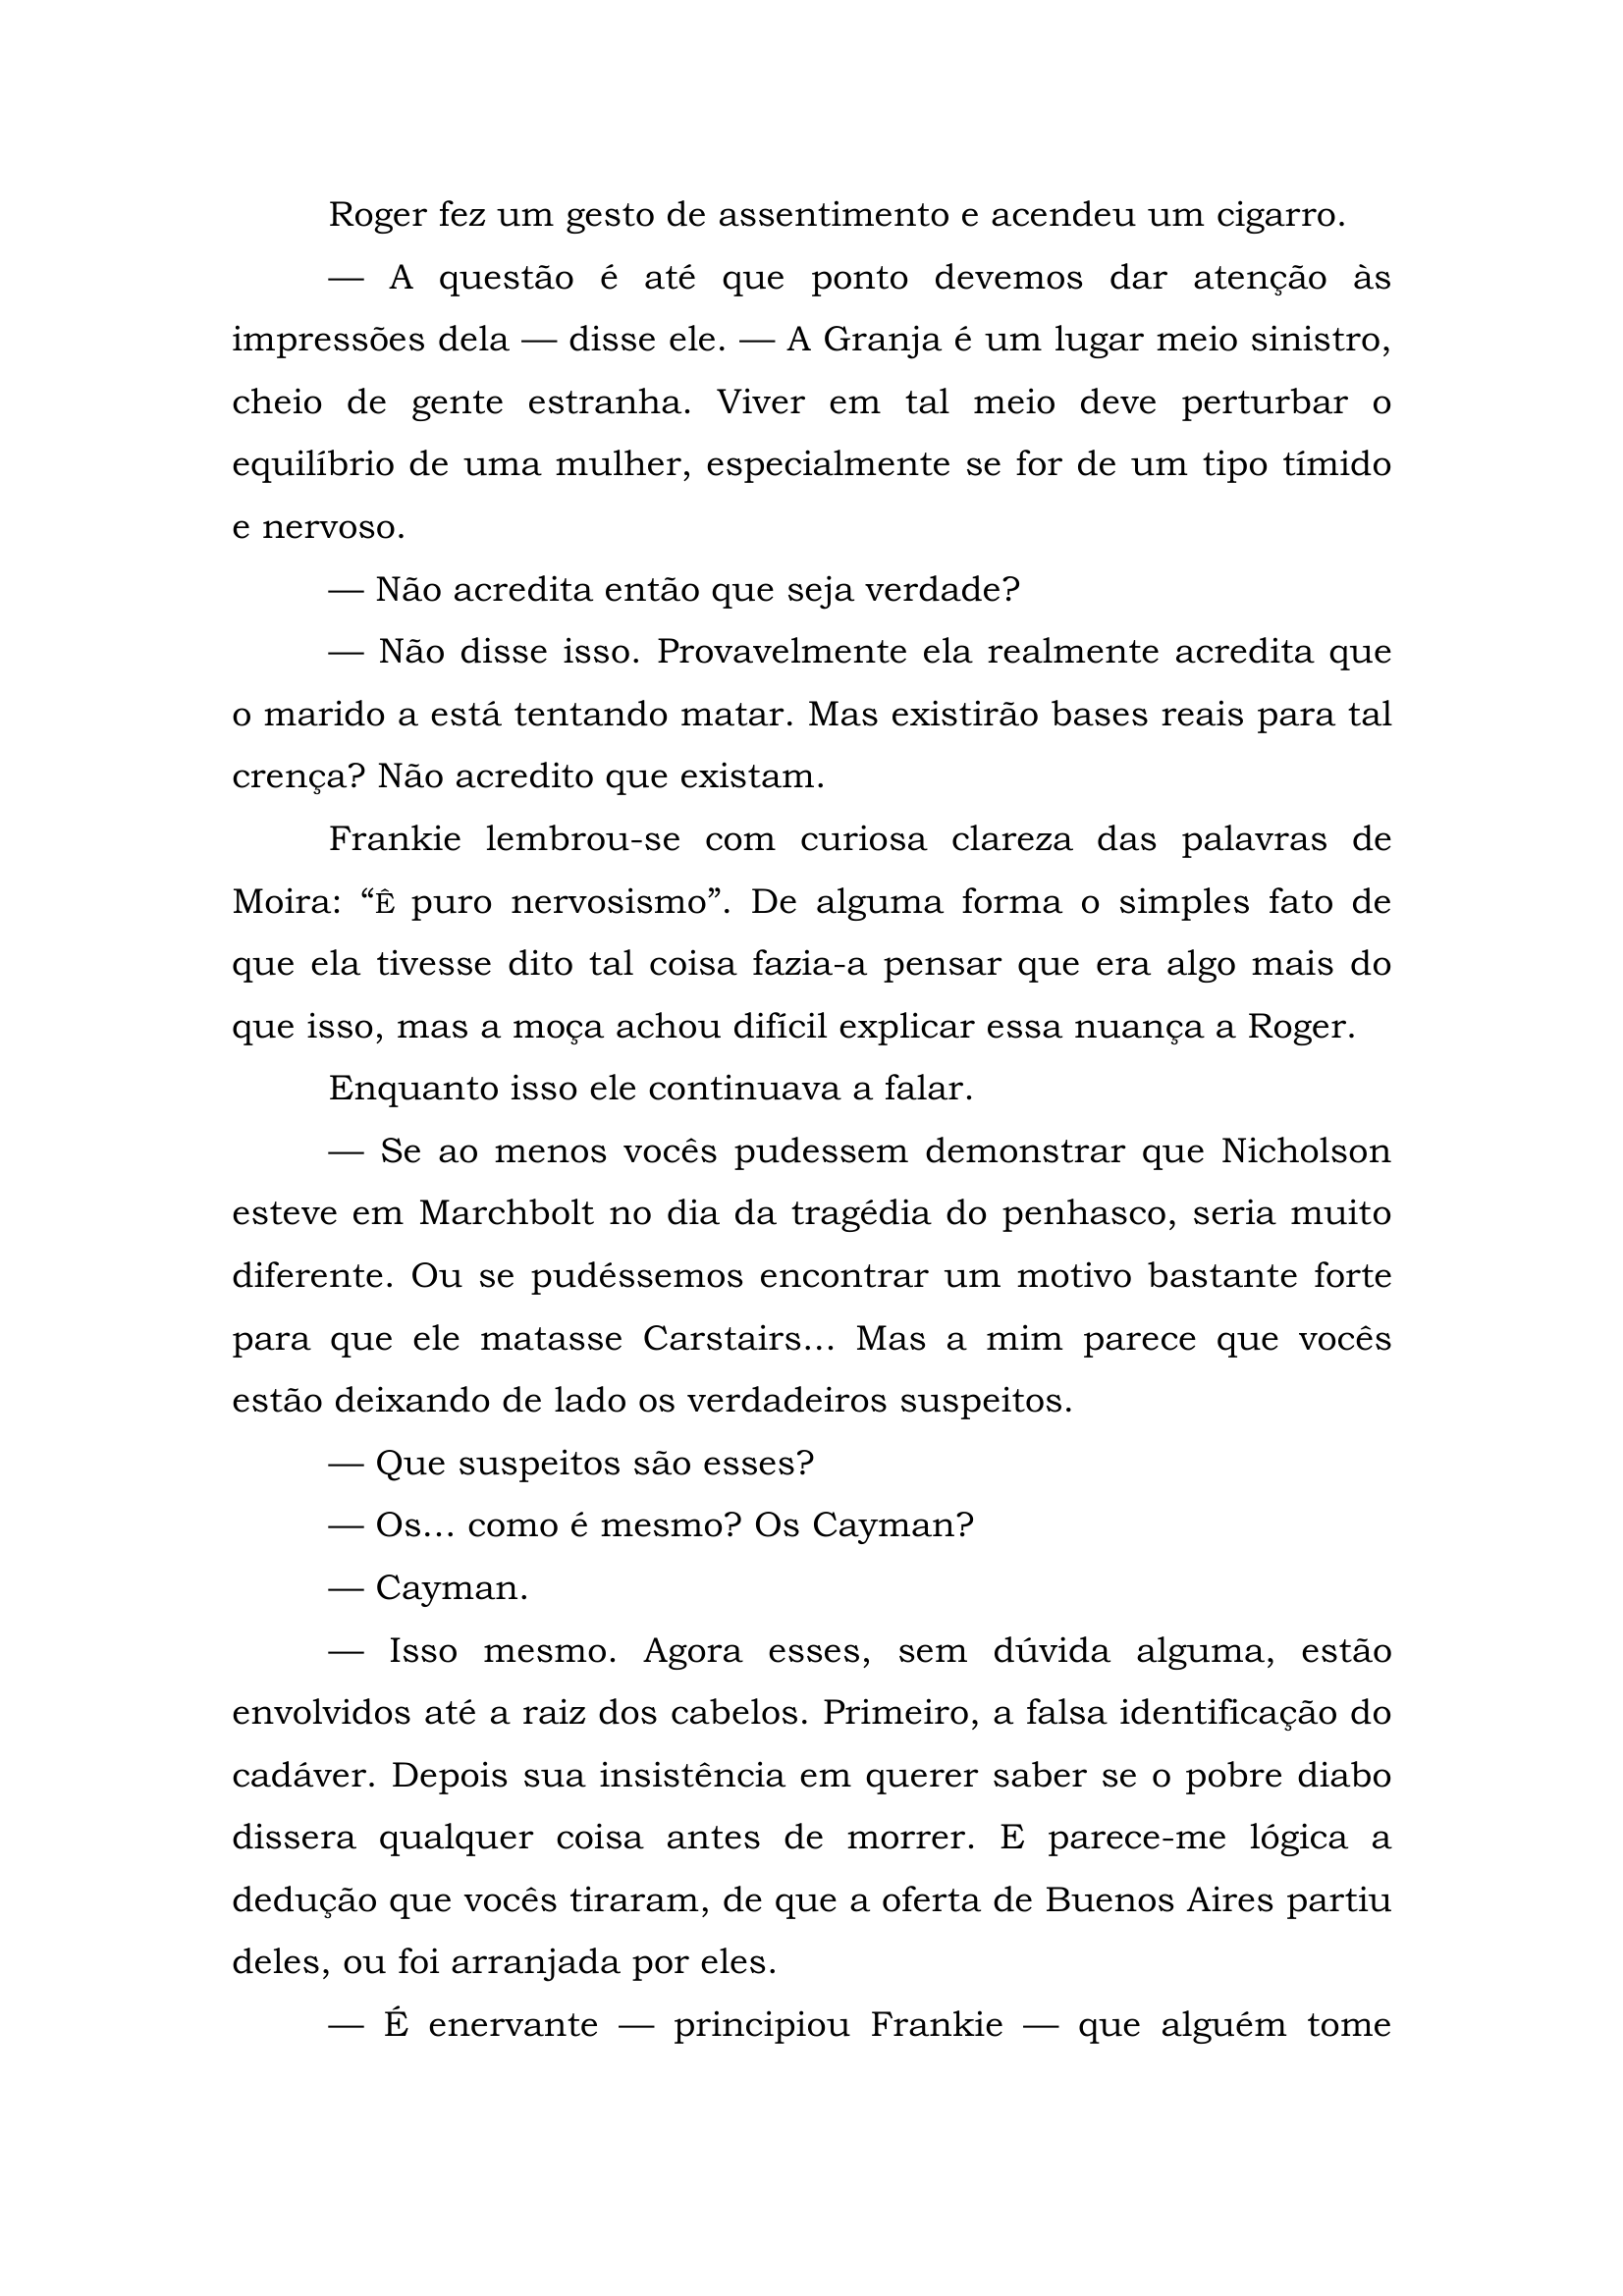 Roger fez um gesto de assentimento e acendeu um cigarro.
— A questão é até que ponto devemos dar atenção às
impressões dela — disse ele. — A Granja é um lugar meio sinistro,
cheio de gente estranha. Viver em tal meio deve perturbar o
equilíbrio de uma mulher, especialmente se for de um tipo tímido
e nervoso.
— Não acredita então que seja verdade?
— Não disse isso. Provavelmente ela realmente acredita que
o marido a está tentando matar. Mas existirão bases reais para tal
crença? Não acredito que existam.
Frankie lembrou-se com curiosa clareza das palavras de
Moira: “Ê puro nervosismo”. De alguma forma o simples fato de
que ela tivesse dito tal coisa fazia-a pensar que era algo mais do
que isso, mas a moça achou difícil explicar essa nuança a Roger.
Enquanto isso ele continuava a falar.
— Se ao menos vocês pudessem demonstrar que Nicholson
esteve em Marchbolt no dia da tragédia do penhasco, seria muito
diferente. Ou se pudéssemos encontrar um motivo bastante forte
para que ele matasse Carstairs... Mas a mim parece que vocês
estão deixando de lado os verdadeiros suspeitos.
— Que suspeitos são esses?
— Os... como é mesmo? Os Cayman?
— Cayman.
— Isso mesmo. Agora esses, sem dúvida alguma, estão
envolvidos até a raiz dos cabelos. Primeiro, a falsa identificação do
cadáver. Depois sua insistência em querer saber se o pobre diabo
dissera qualquer coisa antes de morrer. E parece-me lógica a
dedução que vocês tiraram, de que a oferta de Buenos Aires partiu
deles, ou foi arranjada por eles.
— É enervante — principiou Frankie — que alguém tome